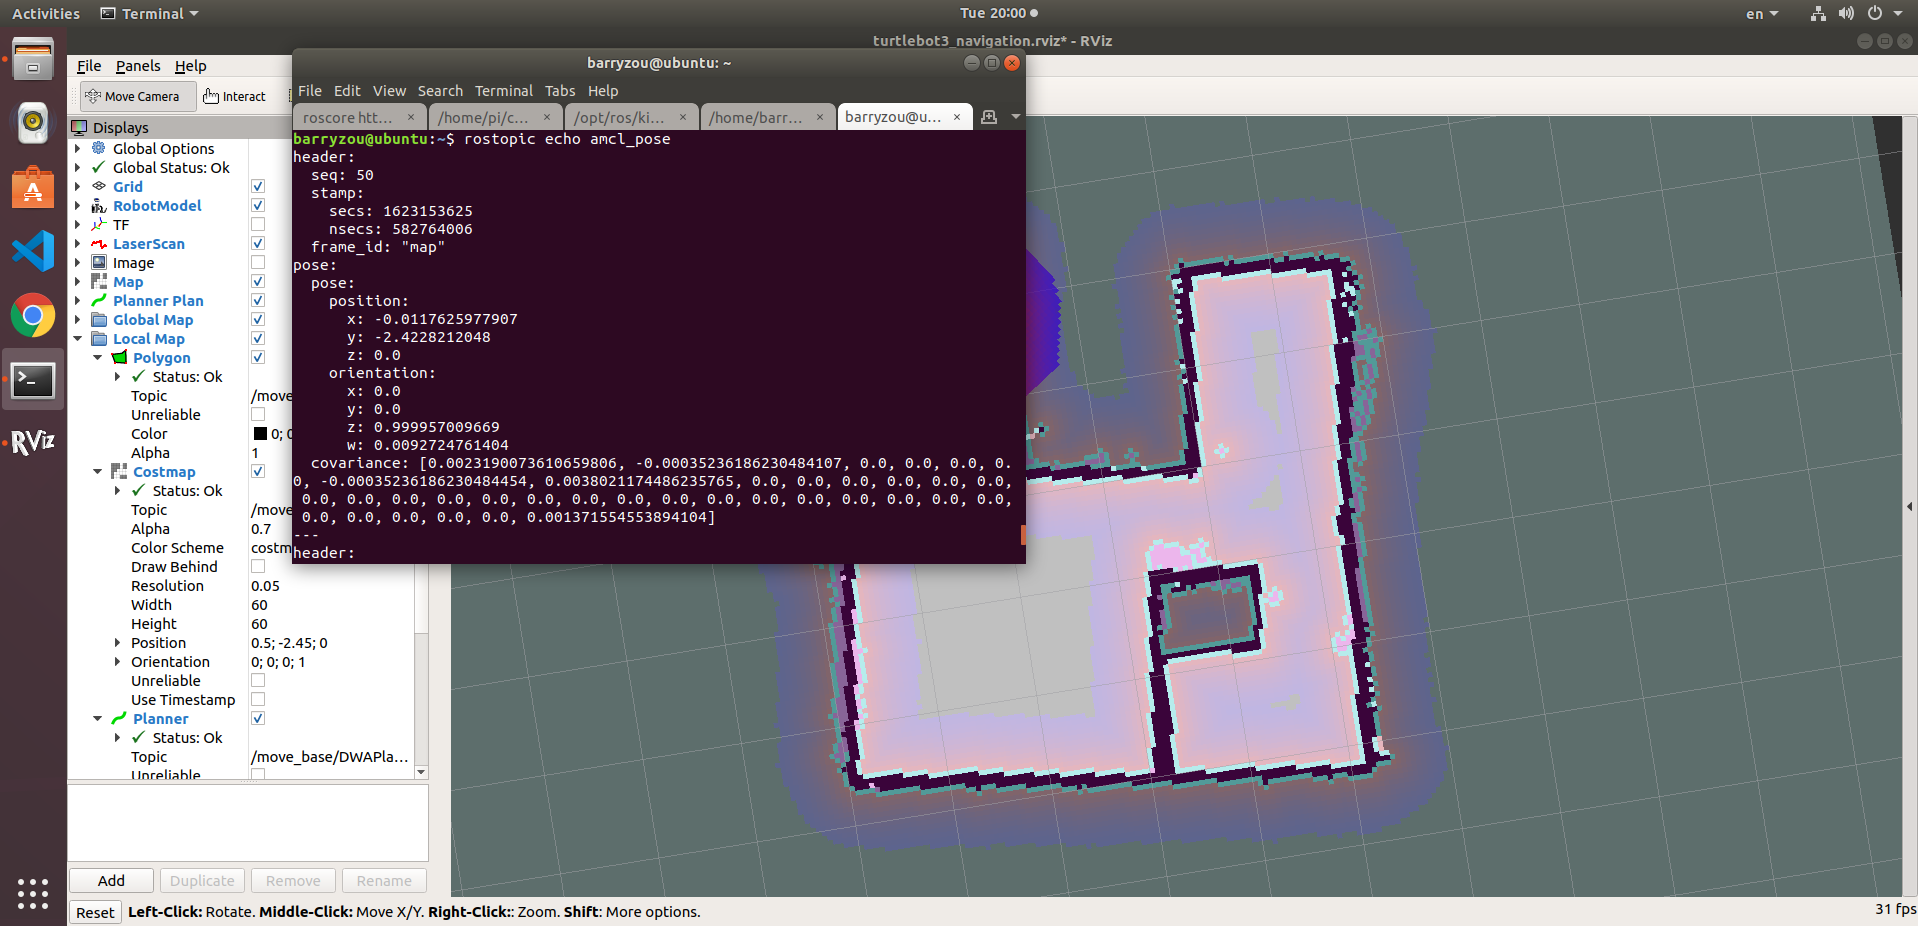 Activities
Terminal
Tue 20:00
en
turtlebot3_navigation.rviz* - RViz
File Panels Help
Move Camera
Interact
Displays
Global Options
Global Status: Ok
Grid
RobotModel
TF
LaserScan
Image
Map
Planner Plan
Global Map
Local Map
Polygon
Status: Ok
Topic /move
Unreliable
Color 0; 0
Alpha 1
Costmap
Status: Ok
Topic /move
Alpha 0.7
Color Scheme costm
Draw Behind
Resolution 0.05
Width 60
Height 60
Position 0.5; -2.45; 0
Orientation 0; 0; 0; 1
Unreliable
Use Timestamp
Planner
Status: Ok
Topic /move_base/DWAPla...
Unreliable
Add Duplicate Remove Rename
Reset Left-Click: Rotate. Middle-Click: Move X/Y. Right-Click:: Zoom. Shift: More options.
31 fps
RViz
barryzou@ubuntu: ~
File Edit View Search Terminal Tabs Help
roscore htt... × /home/pi/c... × /opt/ros/ki... × /home/barr... × barryzou@u... ×
barryzou@ubuntu:~$ rostopic echo amcl_pose
header:
seq: 50
stamp:
secs: 1623153625
nsecs: 582764006
frame_id: "map"
pose:
pose:
position:
x: -0.0117625977907
y: -2.4228212048
z: 0.0
orientation:
x: 0.0
y: 0.0
z: 0.999957009669
w: 0.0092724761404
covariance: [0.0023190073610659806, -0.00035236186230484107, 0.0, 0.0, 0.0, 0.
0, -0.00035236186230484454, 0.0038021174486235765, 0.0, 0.0, 0.0, 0.0, 0.0, 0.0,
0.0, 0.0, 0.0, 0.0, 0.0, 0.0, 0.0, 0.0, 0.0, 0.0, 0.0, 0.0, 0.0, 0.0, 0.0, 0.0,
0.0, 0.0, 0.0, 0.0, 0.0, 0.001371554553894104]
---
header: